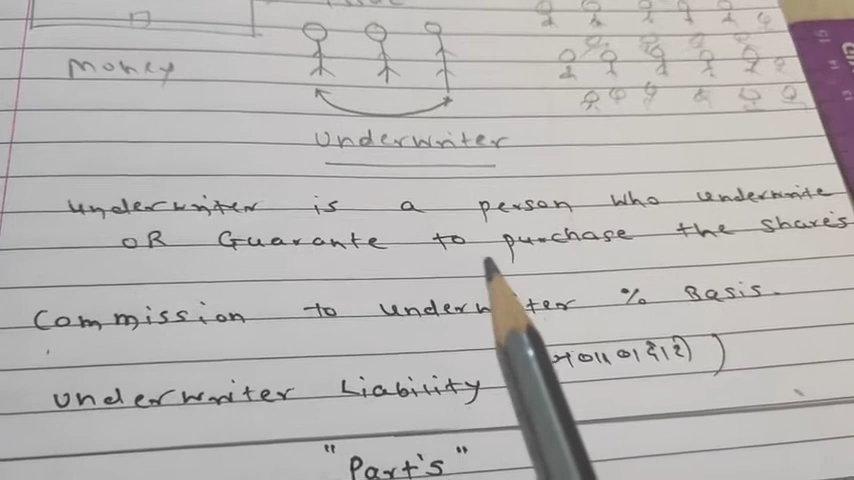 Money
Underwriter
Underwriter is a person who underwrite
OR Guarante to purchase the share's
Commission to underwriter % Basis.
Underwriter Liability
"Part's"